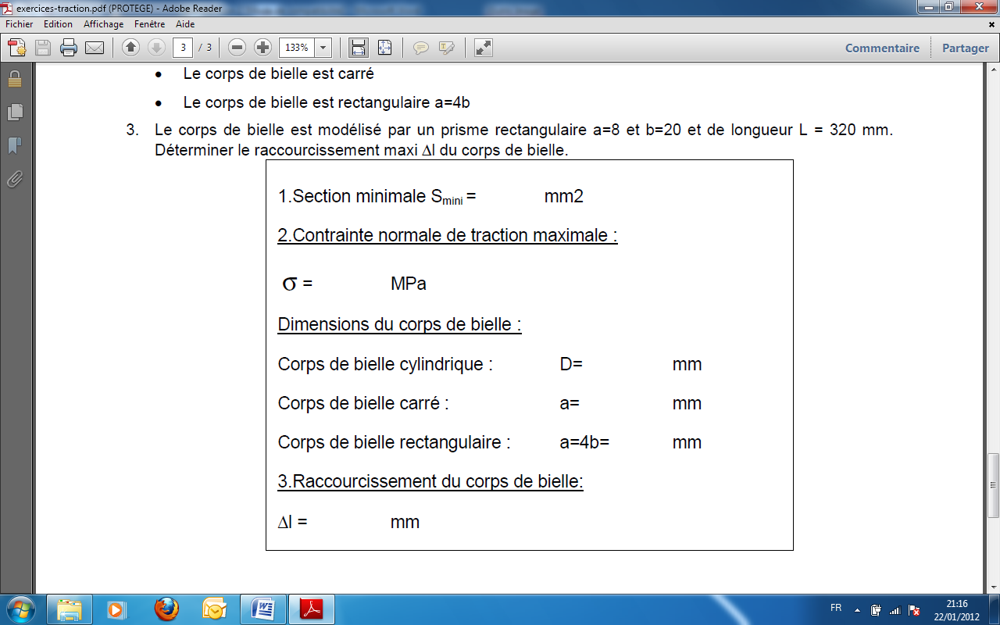 exercices-traction.pdf (PROTEGE) - Adobe Reader
Fichier Edition Affichage Fenêtre Aide
3 / 3 133% Commentaire Partager
• Le corps de bielle est carré
• Le corps de bielle est rectangulaire a=4b
3. Le corps de bielle est modélisé par un prisme rectangulaire a=8 et b=20 et de longueur L = 320 mm.
Déterminer le raccourcissement maxi ∆l du corps de bielle.
1.Section minimale Smini = mm2
2.Contrainte normale de traction maximale :
σ = MPa
Dimensions du corps de bielle :
Corps de bielle cylindrique : D= mm
Corps de bielle carré : a= mm
Corps de bielle rectangulaire : a=4b= mm
3.Raccourcissement du corps de bielle:
∆l = mm
FR 21:16
22/01/2012